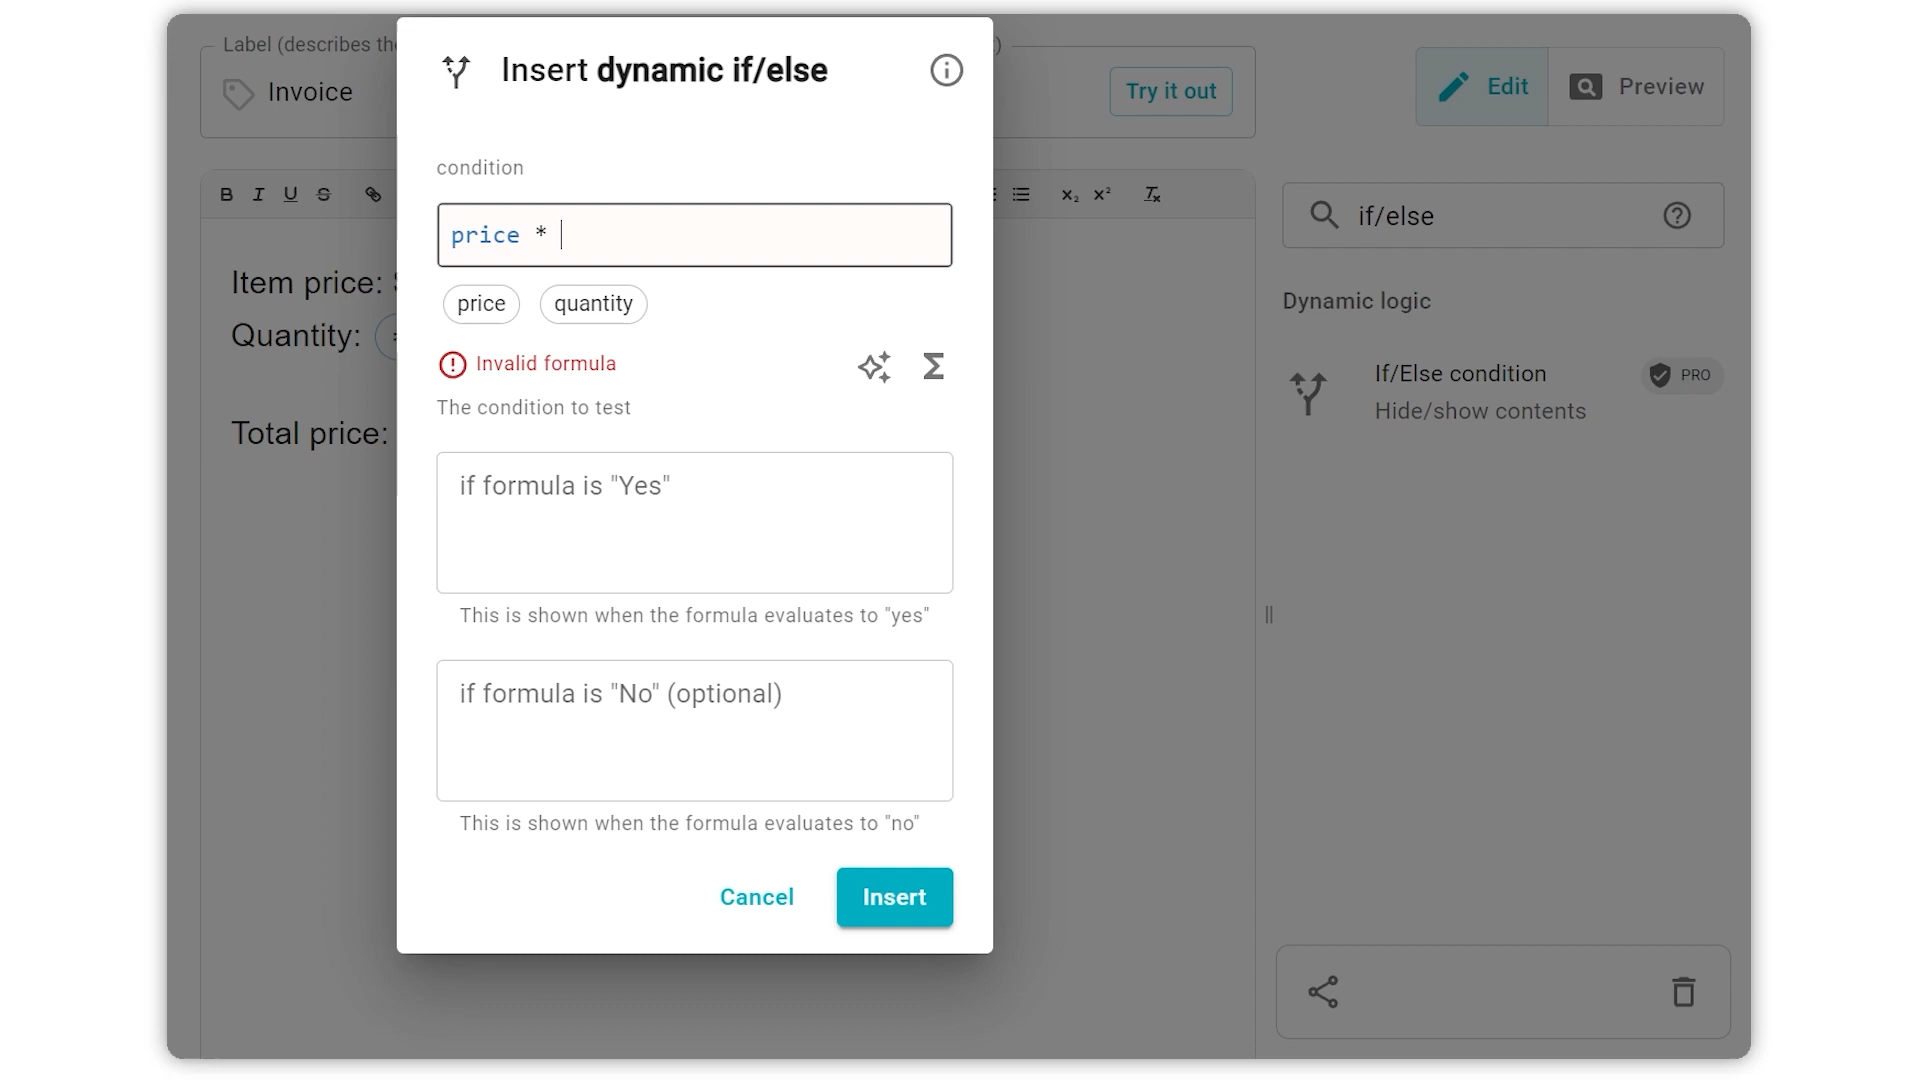 Label (describes the
)
Invoice
Try it out
Edit
Preview
Insert dynamic if/else
B I U S
X₂ X²
condition
price *
price quantity
Invalid formula
The condition to test
if formula is "Yes"
This is shown when the formula evaluates to "yes"
if formula is "No" (optional)
This is shown when the formula evaluates to "no"
Cancel
Insert
Item price:
Quantity:
Total price:
if/else
Dynamic logic
If/Else condition
PRO
Hide/show contents